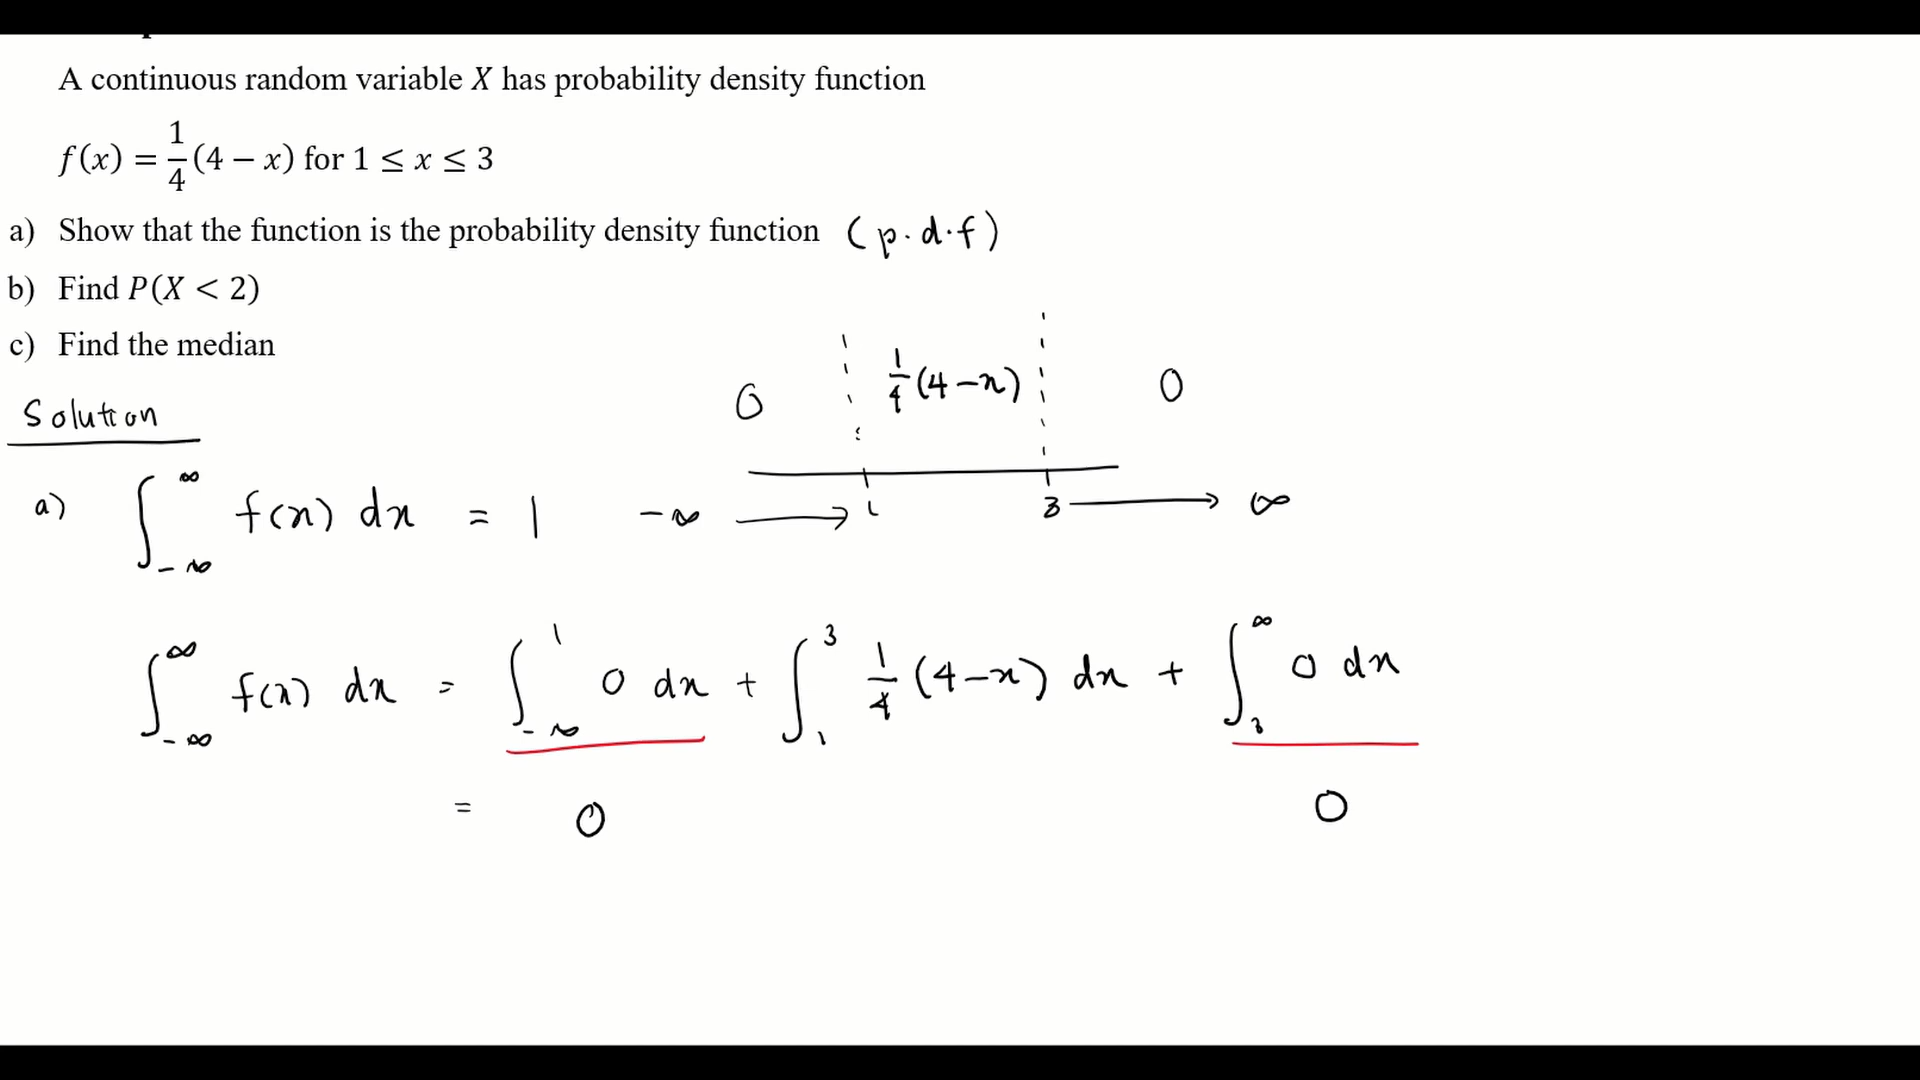 A continuous random variable X has probability density function
f(x) = 1/4 (4 − x) for 1 ≤ x ≤ 3
a) Show that the function is the probability density function (p.d.f)
b) Find P(X < 2)
c) Find the median
0 1/4 (4−x) 0
Solution
a) ∫_{-∞}^{∞} f(x) dx = 1
-∞ → 1 3 → ∞
∫_{-∞}^{∞} f(x) dx = ∫_{-∞}^{1} 0 dx + ∫_{1}^{3} 1/4 (4−x) dx + ∫_{3}^{∞} 0 dx
= 0 0